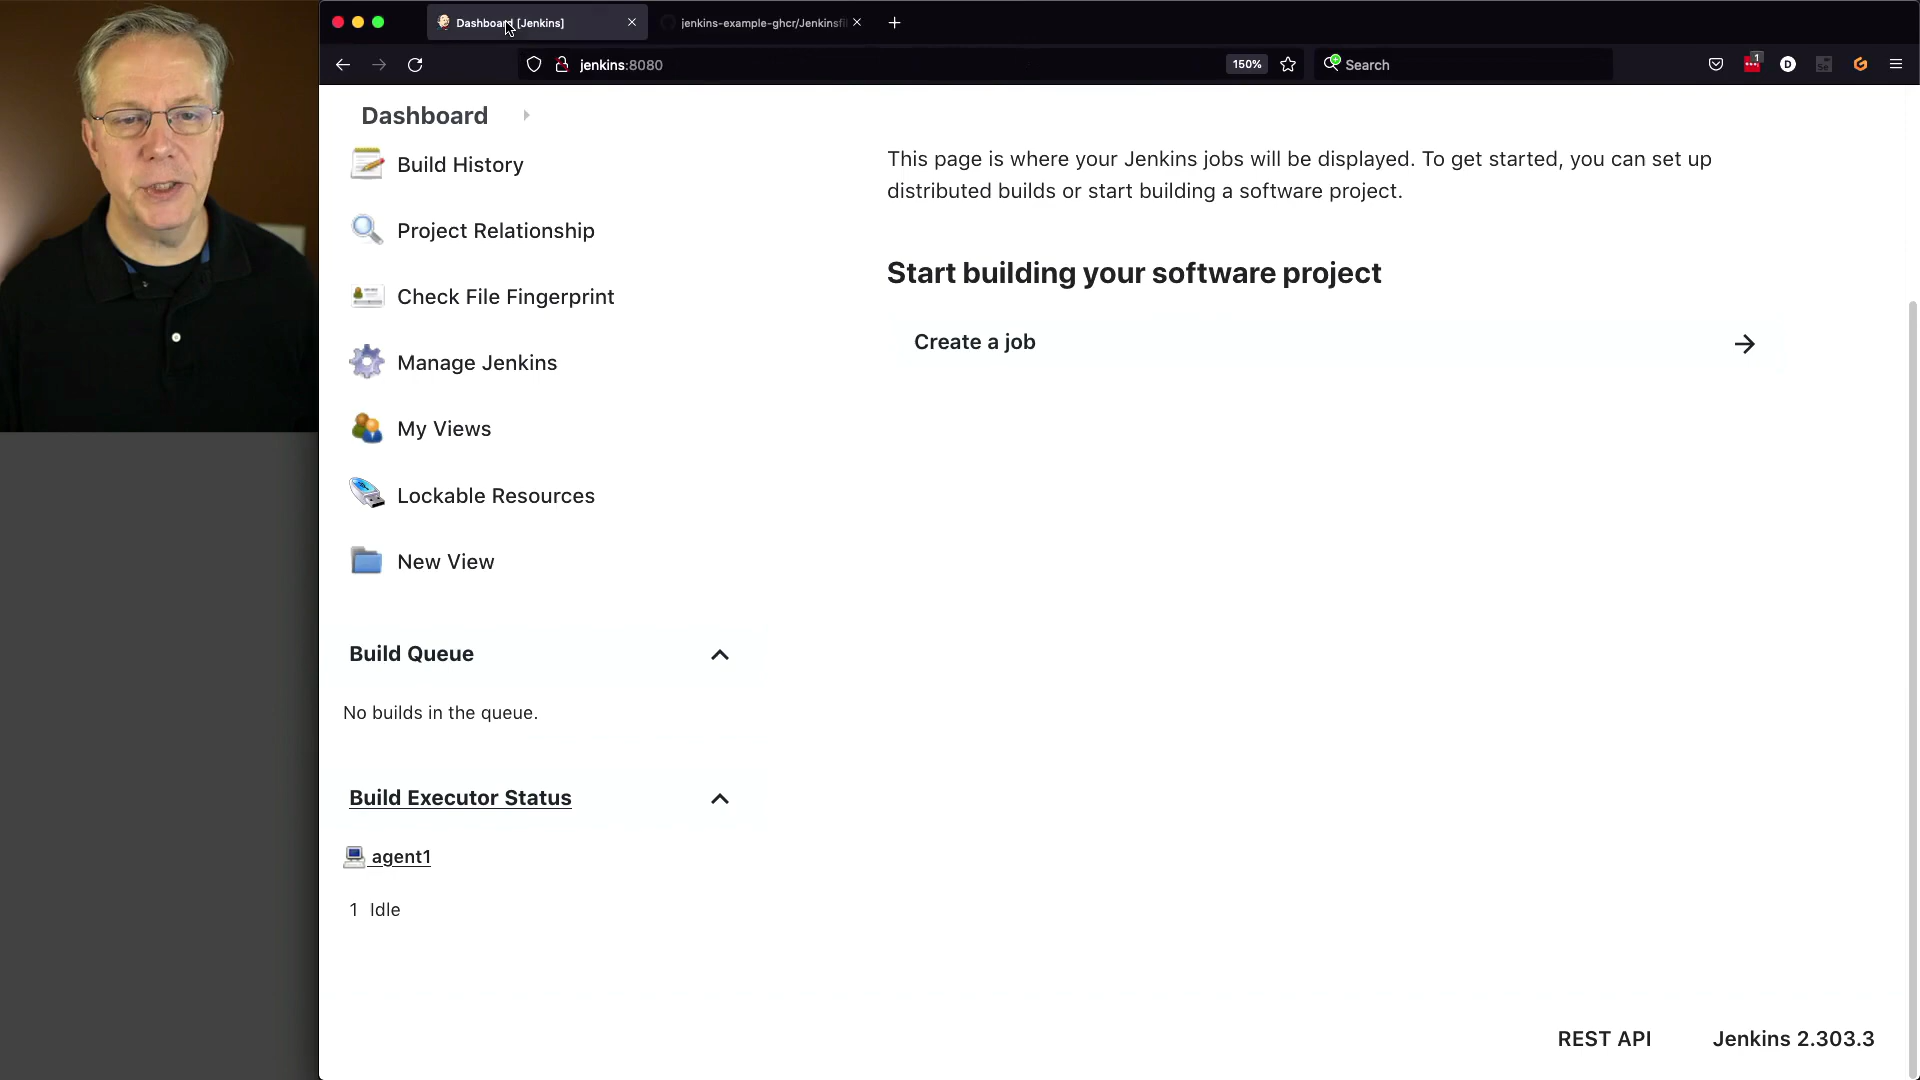 Dashboard [Jenkins]
jenkins-example-ghcr/Jenkinsfi
jenkins:8080
150%
Search
1
D
Dashboard
Build History
Project Relationship
Check File Fingerprint
Manage Jenkins
My Views
Lockable Resources
New View
Build Queue
No builds in the queue.
Build Executor Status
agent1
1 Idle
This page is where your Jenkins jobs will be displayed. To get started, you can set up
distributed builds or start building a software project.
Start building your software project
Create a job
REST API
Jenkins 2.303.3